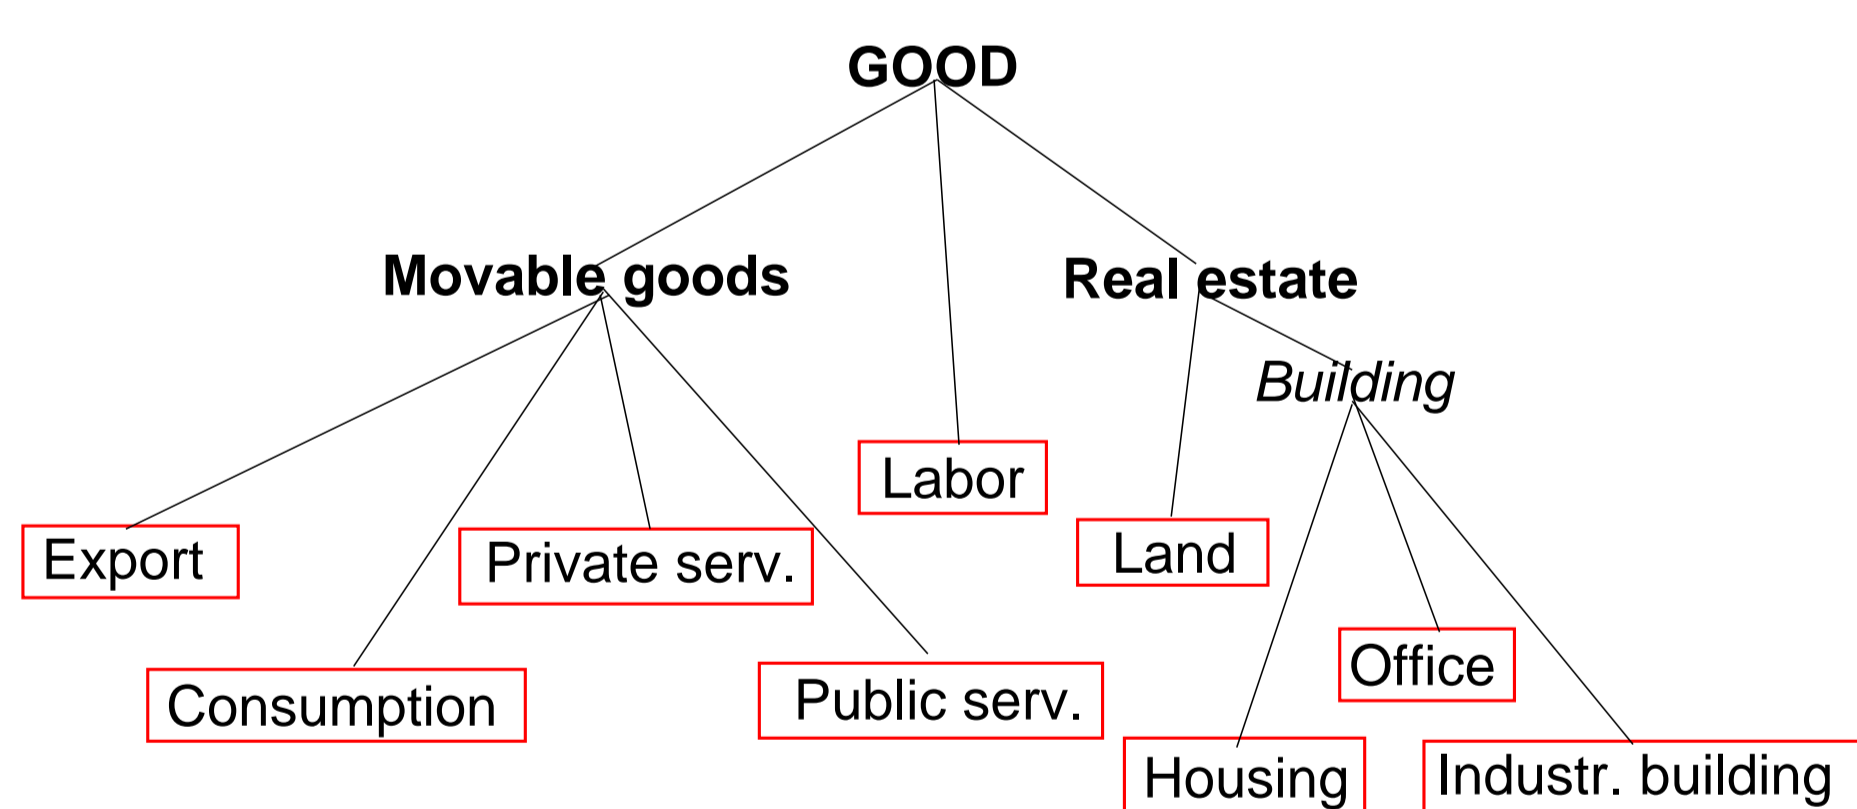 GOOD
Movable goods
Real estate
Building
Labor
Export
Private serv.
Land
Consumption
Public serv.
Office
Housing
Industr. building